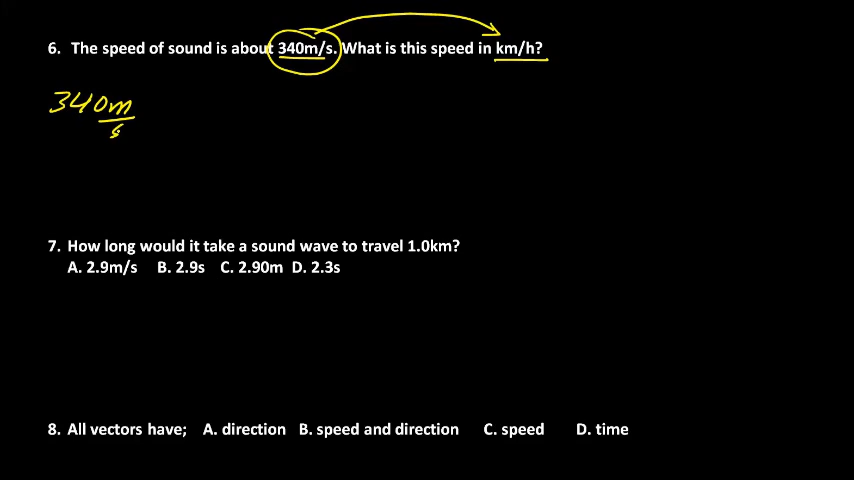 6. The speed of sound is about 340m/s. What is this speed in km/h?
340m
s
7. How long would it take a sound wave to travel 1.0km?
A. 2.9m/s B. 2.9s C. 2.90m D. 2.3s
8. All vectors have; A. direction B. speed and direction C. speed D. time